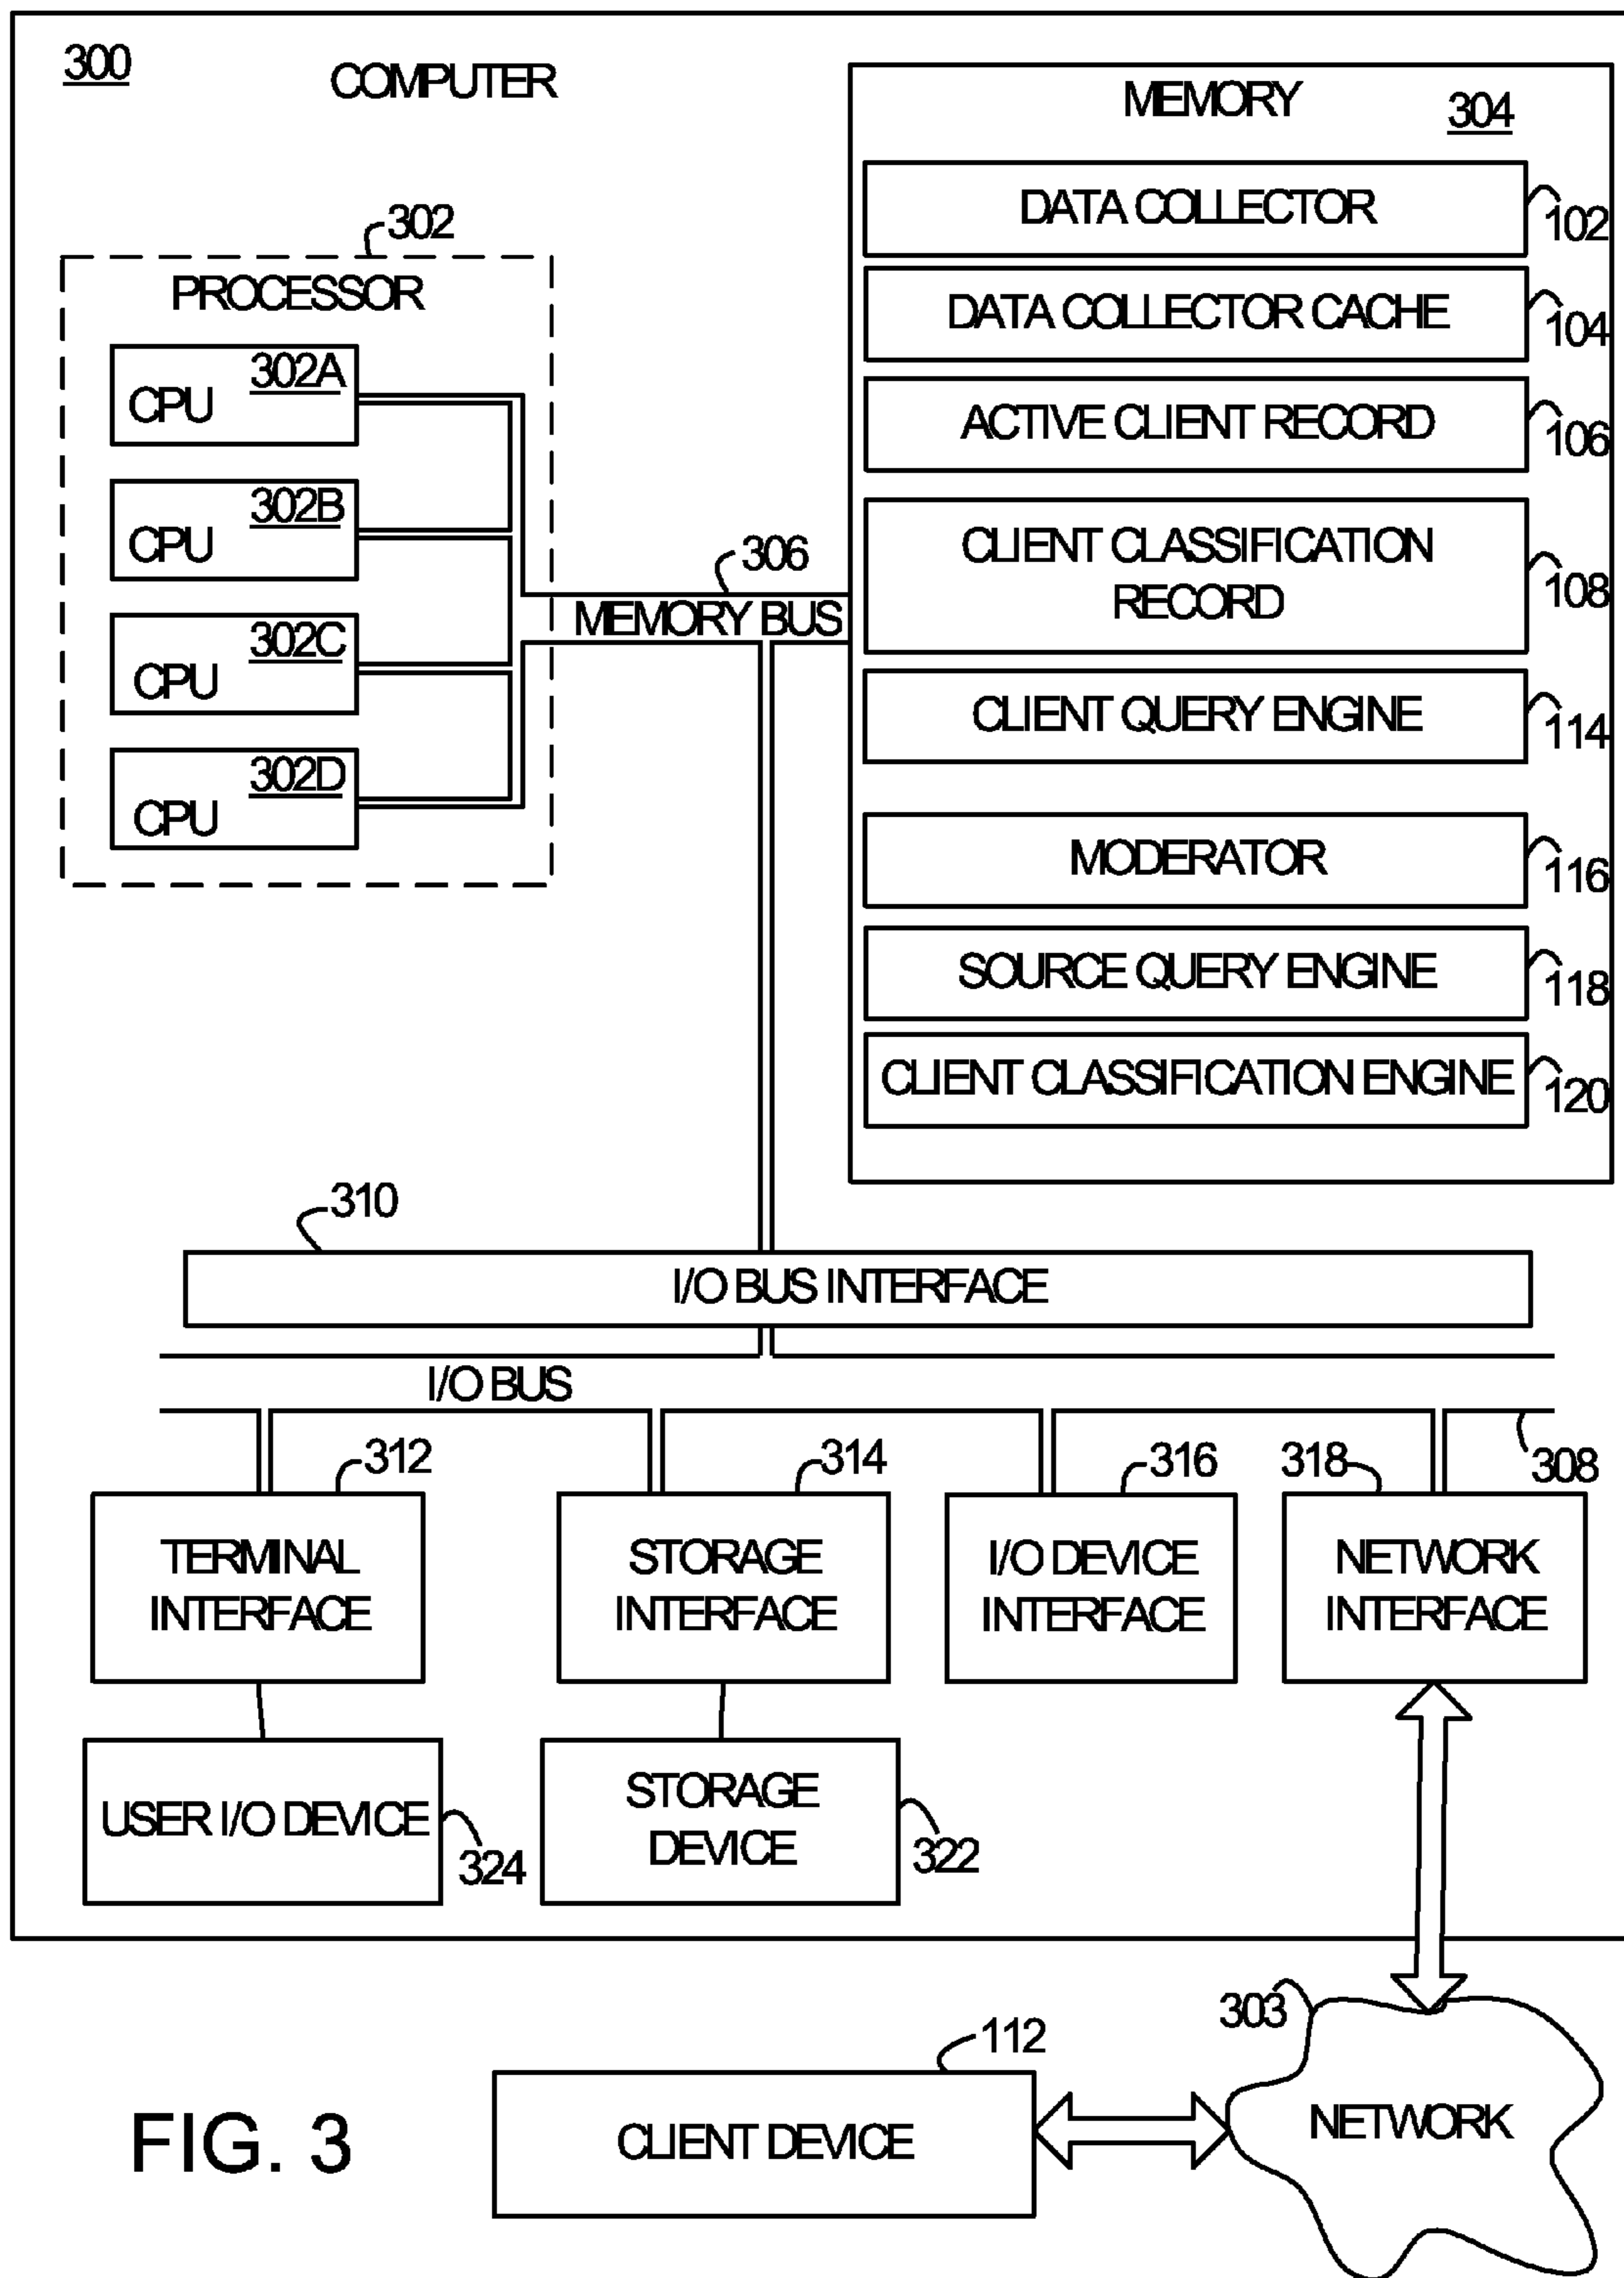 300
COMPUTER
MEMORY
304
DATA COLLECTOR
102
DATA COLLECTOR CACHE
104
ACTIVE CLIENT RECORD
106
CLIENT CLASSIFICATION
RECORD
108
CLIENT QUERY ENGINE
114
MODERATOR
116
SOURCE QUERY ENGINE
118
CLIENT CLASSIFICATION ENGINE
120
302
PROCESSOR
302A
CPU
302B
CPU
302C
CPU
302D
CPU
306
MEMORY BUS
310
I/O BUS INTERFACE
I/O BUS
308
312
TERMINAL
INTERFACE
314
STORAGE
INTERFACE
316
I/O DEVICE
INTERFACE
318
NETWORK
INTERFACE
USER I/O DEVICE
324
STORAGE
DEVICE
322
303
NETWORK
112
CLIENT DEVICE
FIG. 3